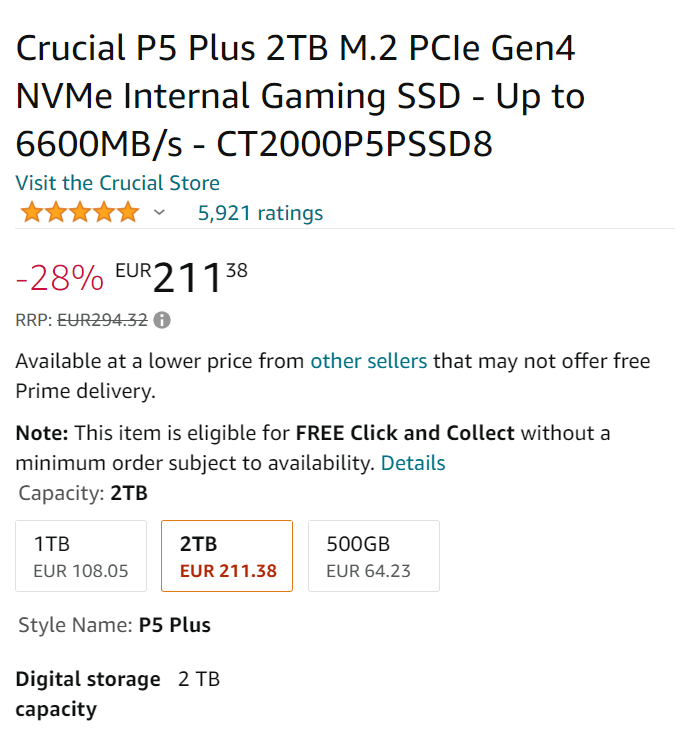 Crucial P5 Plus 2TB M.2 PCIe Gen4
NVMe Internal Gaming SSD - Up to
6600MB/s - CT2000P5PSSD8
Visit the Crucial Store
5,921 ratings
-28% EUR21138
RRP: EUR294.32
Available at a lower price from other sellers that may not offer free
Prime delivery.
Note: This item is eligible for FREE Click and Collect without a
minimum order subject to availability. Details
Capacity: 2TB
1TB 2TB 500GB
EUR 108.05 EUR 211.38 EUR 64.23
Style Name: P5 Plus
Digital storage 2 TB
capacity